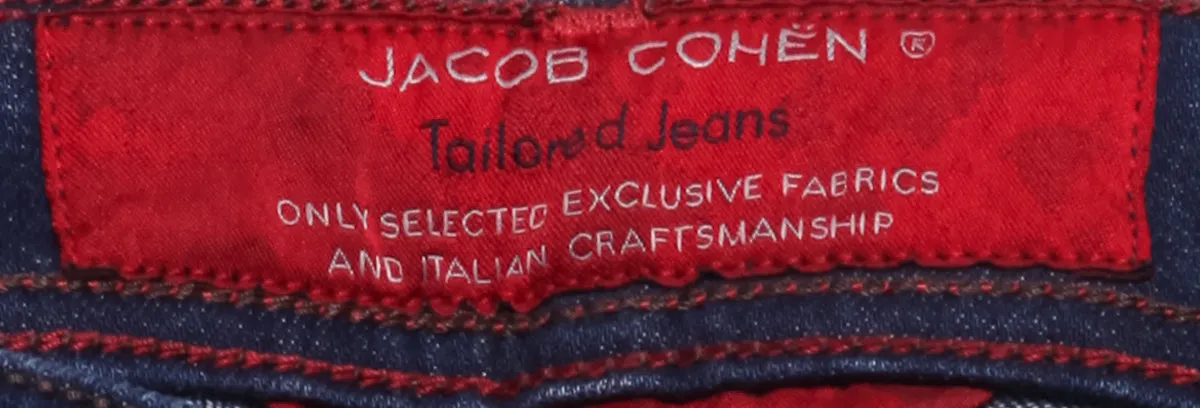 JACOB COHËN ®
Tailored Jeans
ONLY SELECTED EXCLUSIVE FABRICS
AND ITALIAN CRAFTSMANSHIP